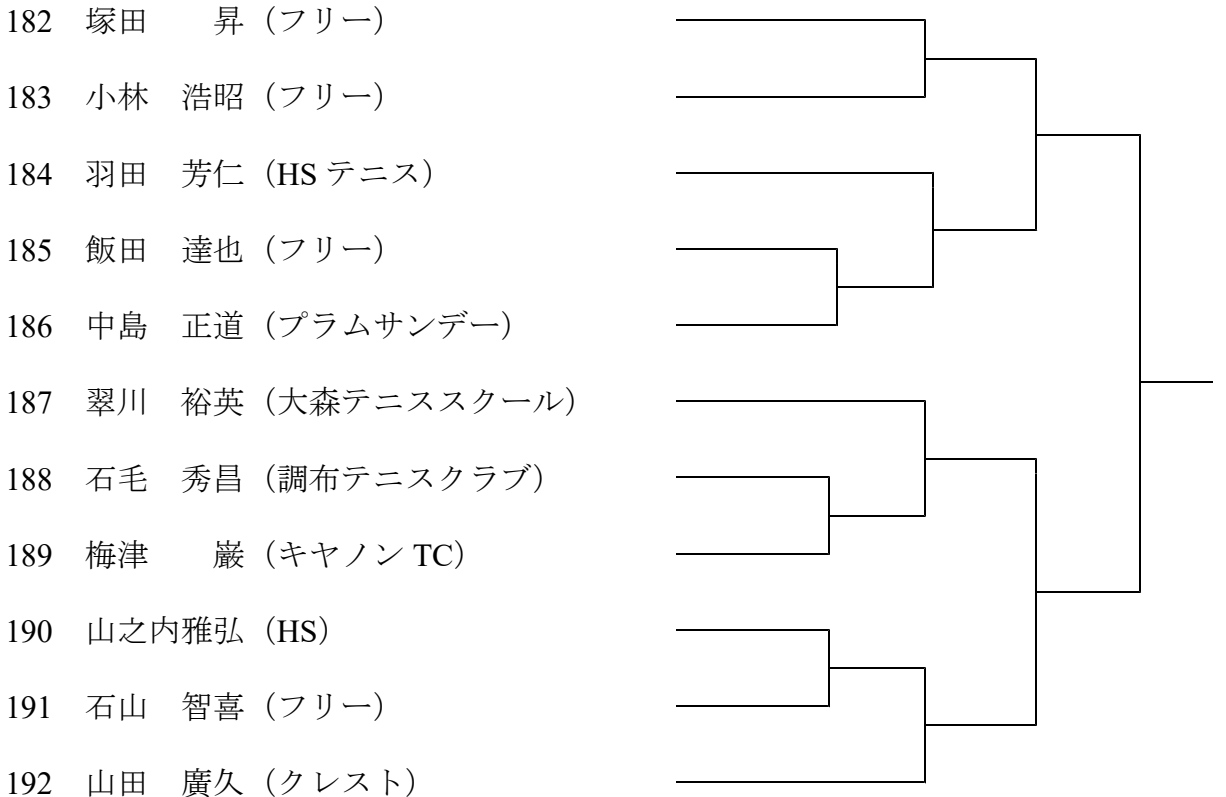 182 塚田　　昇（フリー）
183 小林　浩昭（フリー）
184 羽田　芳仁（HS テニス）
185 飯田　達也（フリー）
186 中島　正道（プラムサンデー）
187 翠川　裕英（大森テニススクール）
188 石毛　秀昌（調布テニスクラブ）
189 梅津　　巌（キヤノン TC）
190 山之内雅弘（HS）
191 石山　智喜（フリー）
192 山田　廣久（クレスト）